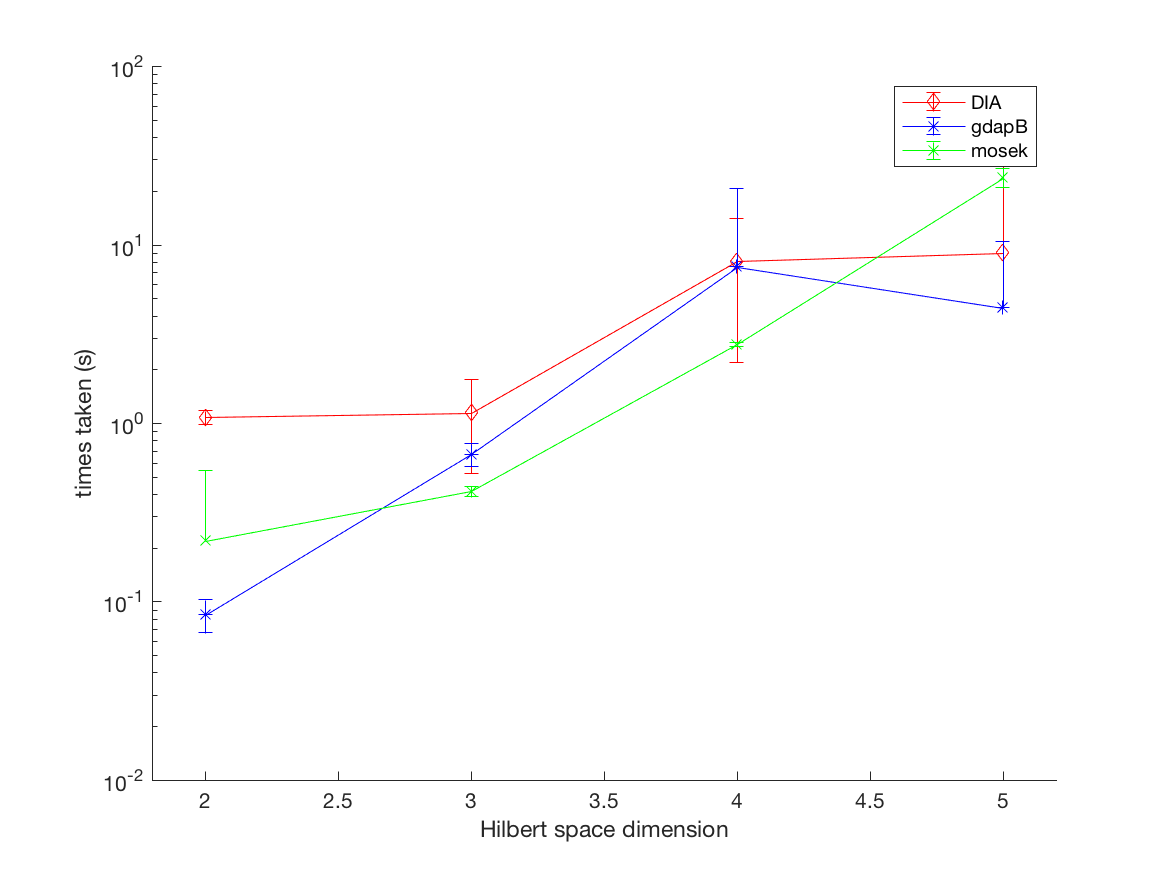 10^2
10^1
10^0
10^-1
10^-2
times taken (s)
DIA
gdapB
mosek
2
2.5
3
3.5
4
4.5
5
Hilbert space dimension